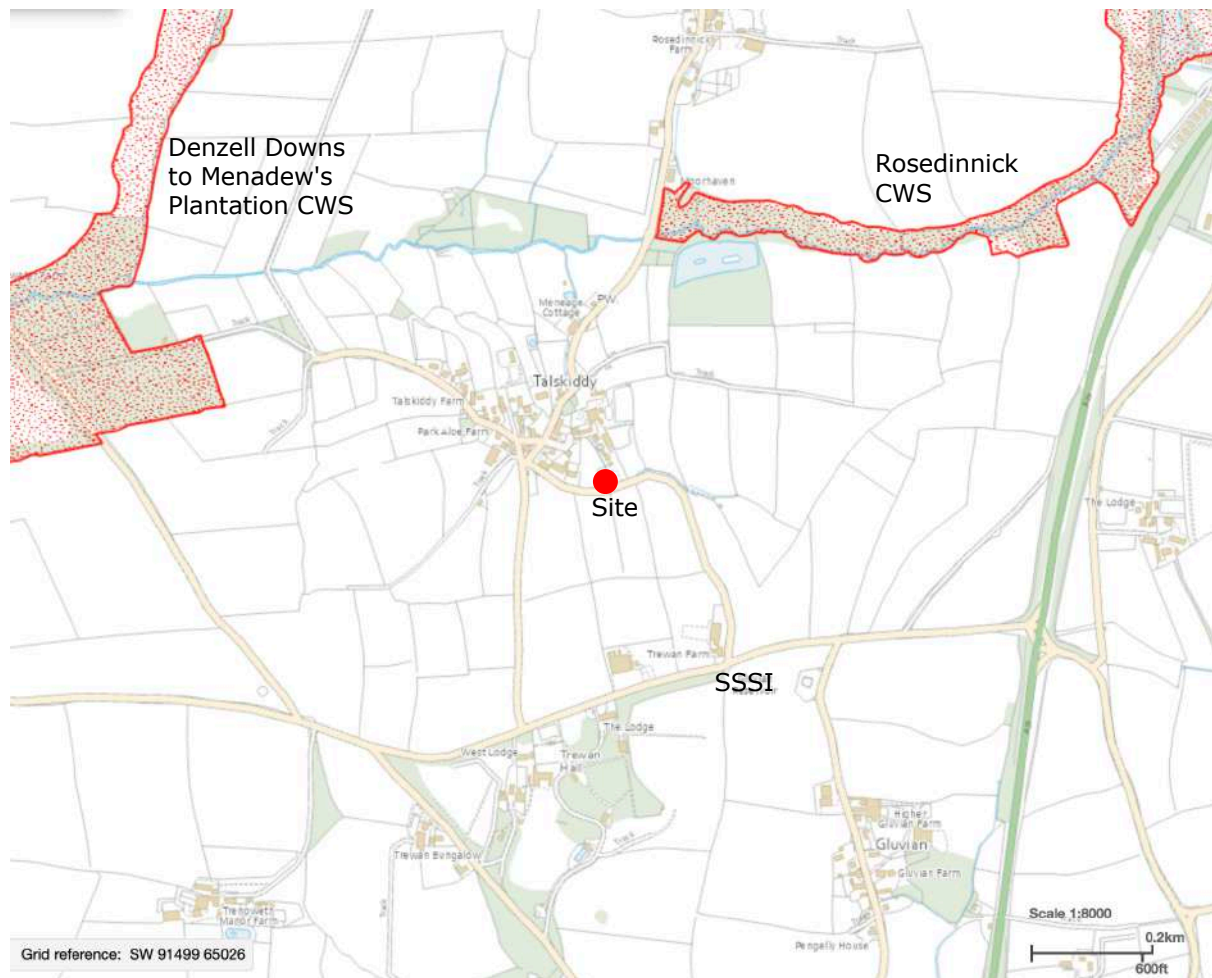 Rosedinnick
Farm
Track
Denzell Downs
to Menadew's
Plantation CWS
Rosedinnick
CWS
Moorhaven
Meneage
Cottage
PW
Track
Talskiddy
Track
Talskiddy Farm
Park-Aloe Farm
Track
Track
Site
The Lodge
Trewan Farm
SSSI
The Lodge
West Lodge
Trewan
Hall
Track
Trewan Bungalow
Higher
Gluvian Farm
Gluvian
Gluvian Farm
Track
Trenoweth
Manor Farm
Track
Pengelly House
Scale 1:8000
0.2km
600ft
Grid reference: SW 91499 65026